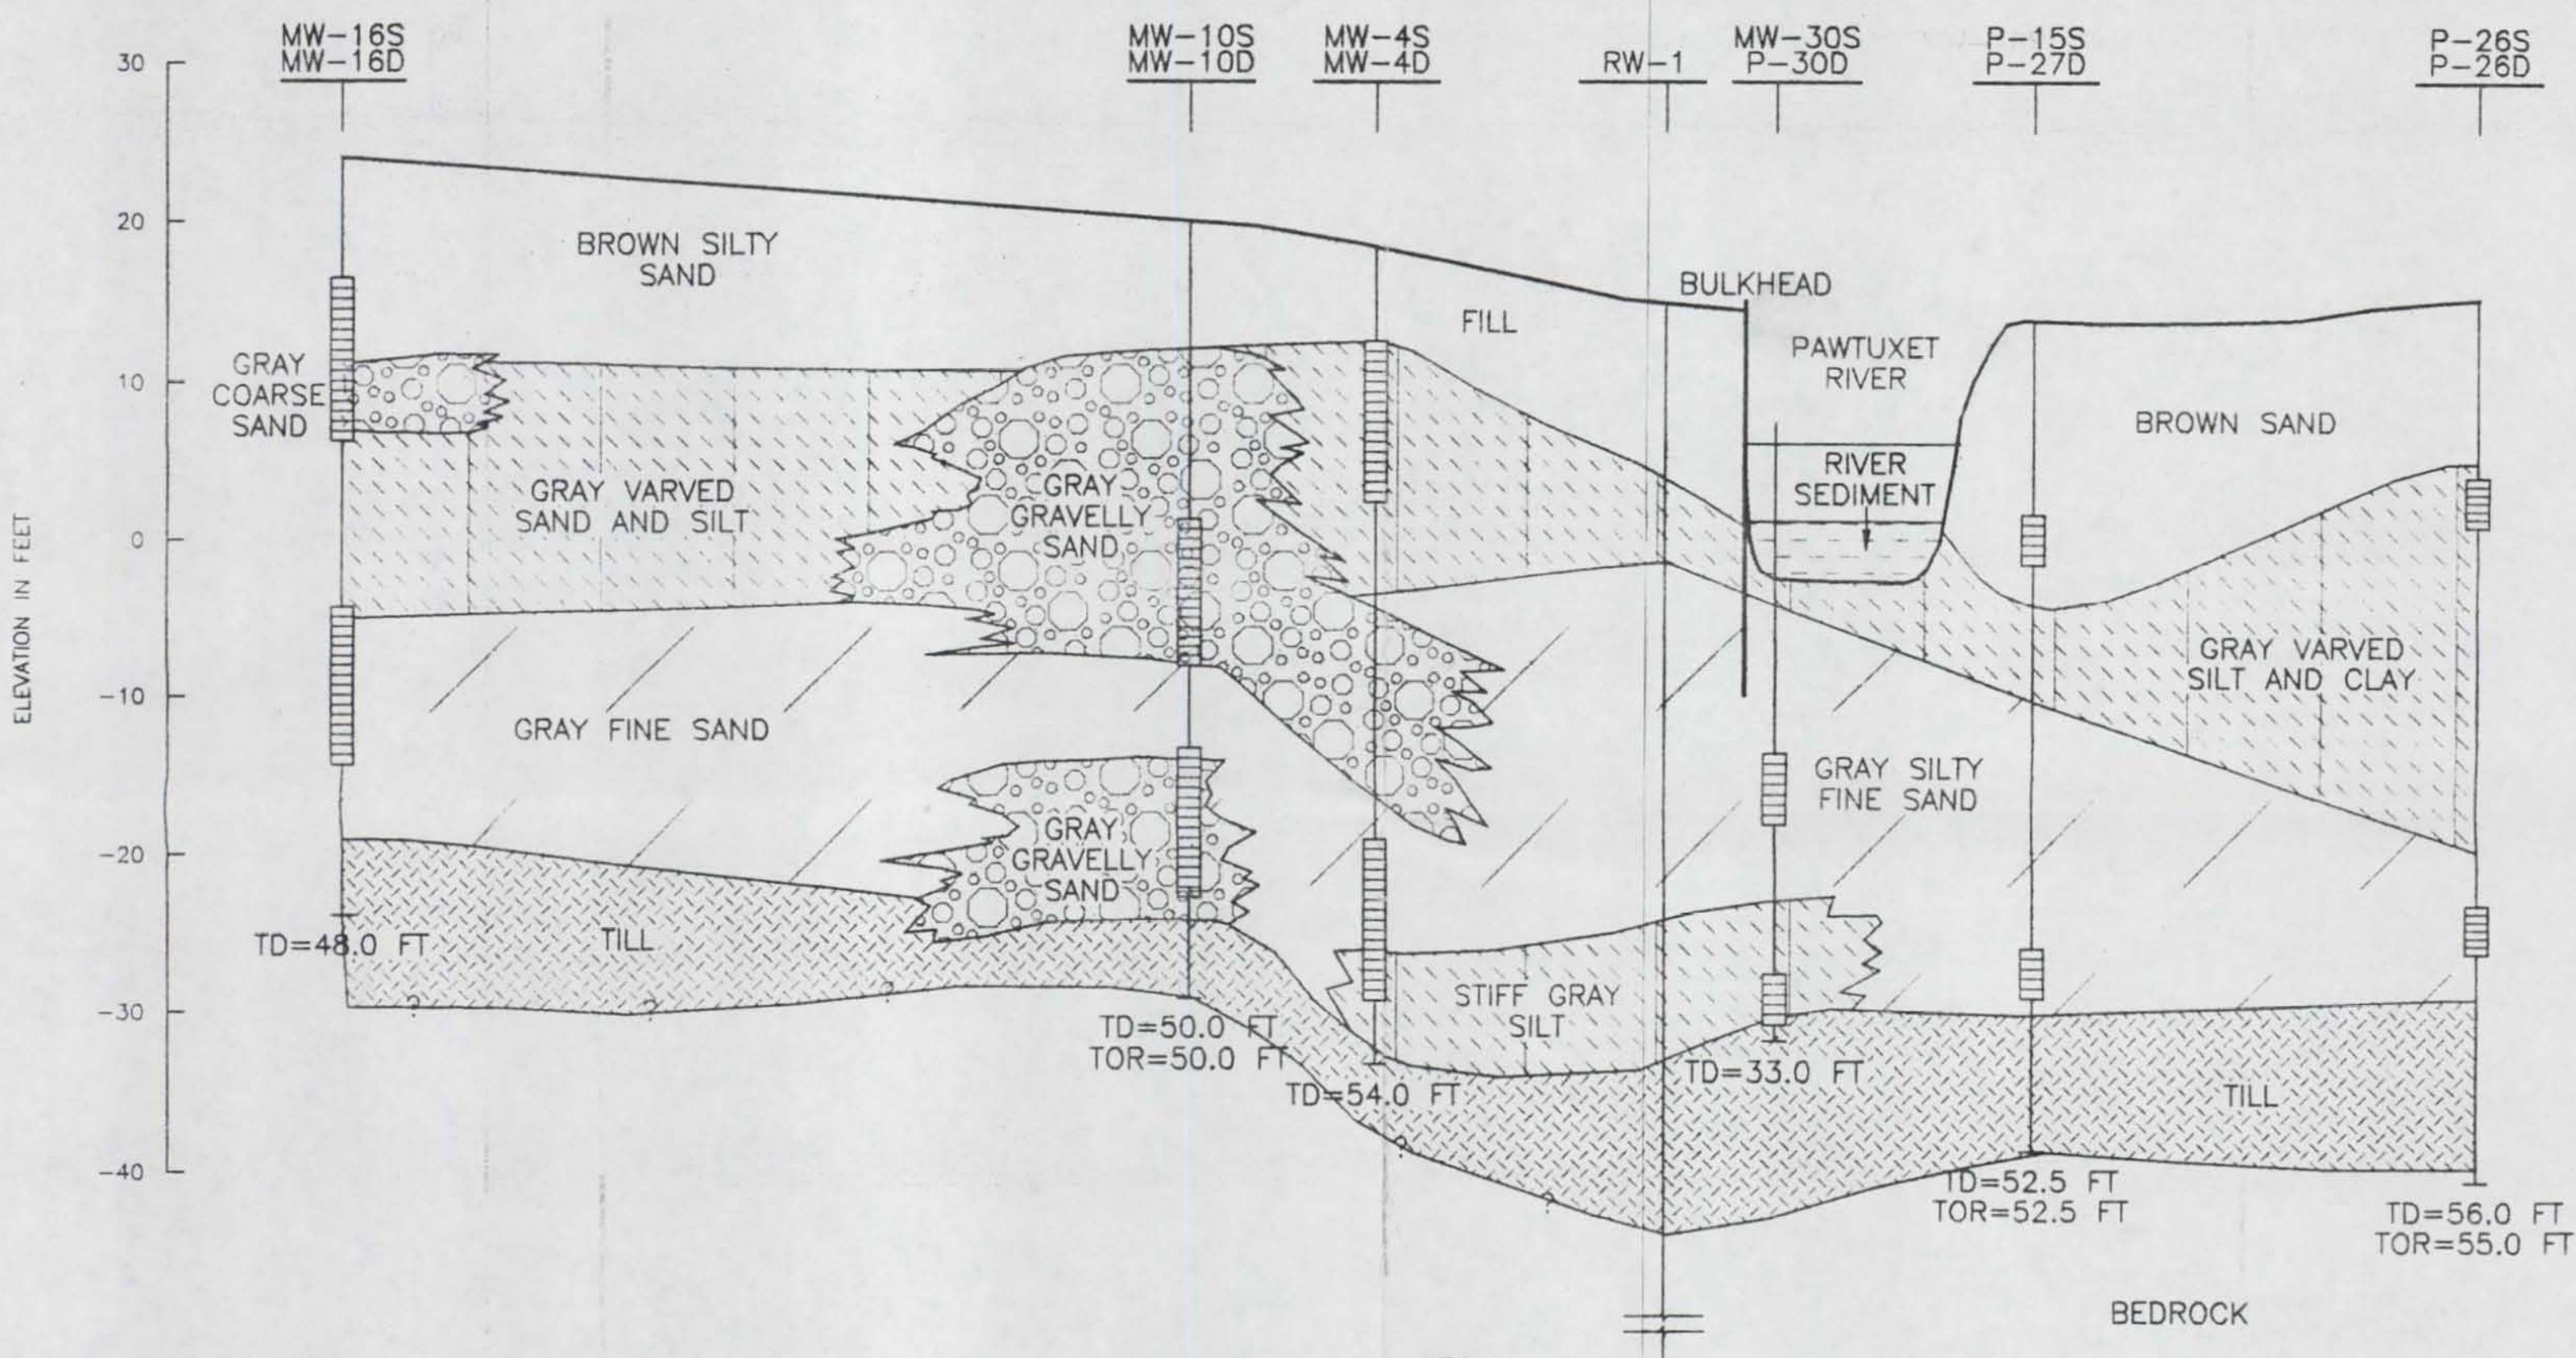 MW-16S
MW-16D
MW-10S
MW-10D
MW-4S
MW-4D
RW-1
MW-30S
P-30D
P-15S
P-27D
P-26S
P-26D
30
20
10
0
-10
-20
-30
-40
ELEVATION IN FEET
BROWN SILTY
SAND
BULKHEAD
FILL
PAWTUXET
RIVER
GRAY
COARSE
SAND
BROWN SAND
RIVER
SEDIMENT
GRAY VARVED
SAND AND SILT
GRAY
GRAVELLY
SAND
GRAY VARVED
SILT AND CLAY
GRAY FINE SAND
GRAY SILTY
FINE SAND
GRAY
GRAVELLY
SAND
TD=48.0 FT
TILL
STIFF GRAY
SILT
?
?
?
TD=50.0 FT
TOR=50.0 FT
TD=54.0 FT
TD=33.0 FT
TILL
?
?
TD=52.5 FT
TOR=52.5 FT
TD=56.0 FT
TOR=55.0 FT
BEDROCK